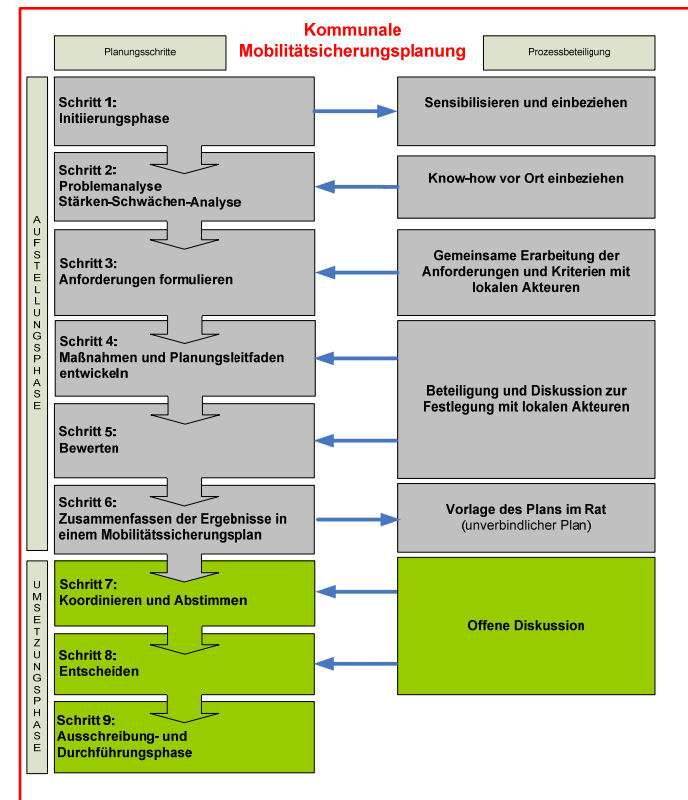 Kommunale
Mobilitätsicherungsplanung
Planungsschritte
Prozessbeteiligung
AUFSTELLUNGSPHASE
Schritt 1:
Initiierungsphase
Sensibilisieren und einbeziehen
Schritt 2:
Problemanalyse
Stärken-Schwächen-Analyse
Know-how vor Ort einbeziehen
Schritt 3:
Anforderungen formulieren
Gemeinsame Erarbeitung der
Anforderungen und Kriterien mit
lokalen Akteuren
Schritt 4:
Maßnahmen und Planungsleitfaden
entwickeln
Beteiligung und Diskussion zur
Festlegung mit lokalen Akteuren
Schritt 5:
Bewerten
Schritt 6:
Zusammenfassen der Ergebnisse in
einem Mobilitätssicherungsplan
Vorlage des Plans im Rat
(unverbindlicher Plan)
UMSETZUNGSPHASE
Schritt 7:
Koordinieren und Abstimmen
Offene Diskussion
Schritt 8:
Entscheiden
Schritt 9:
Ausschreibung- und
Durchführungsphase